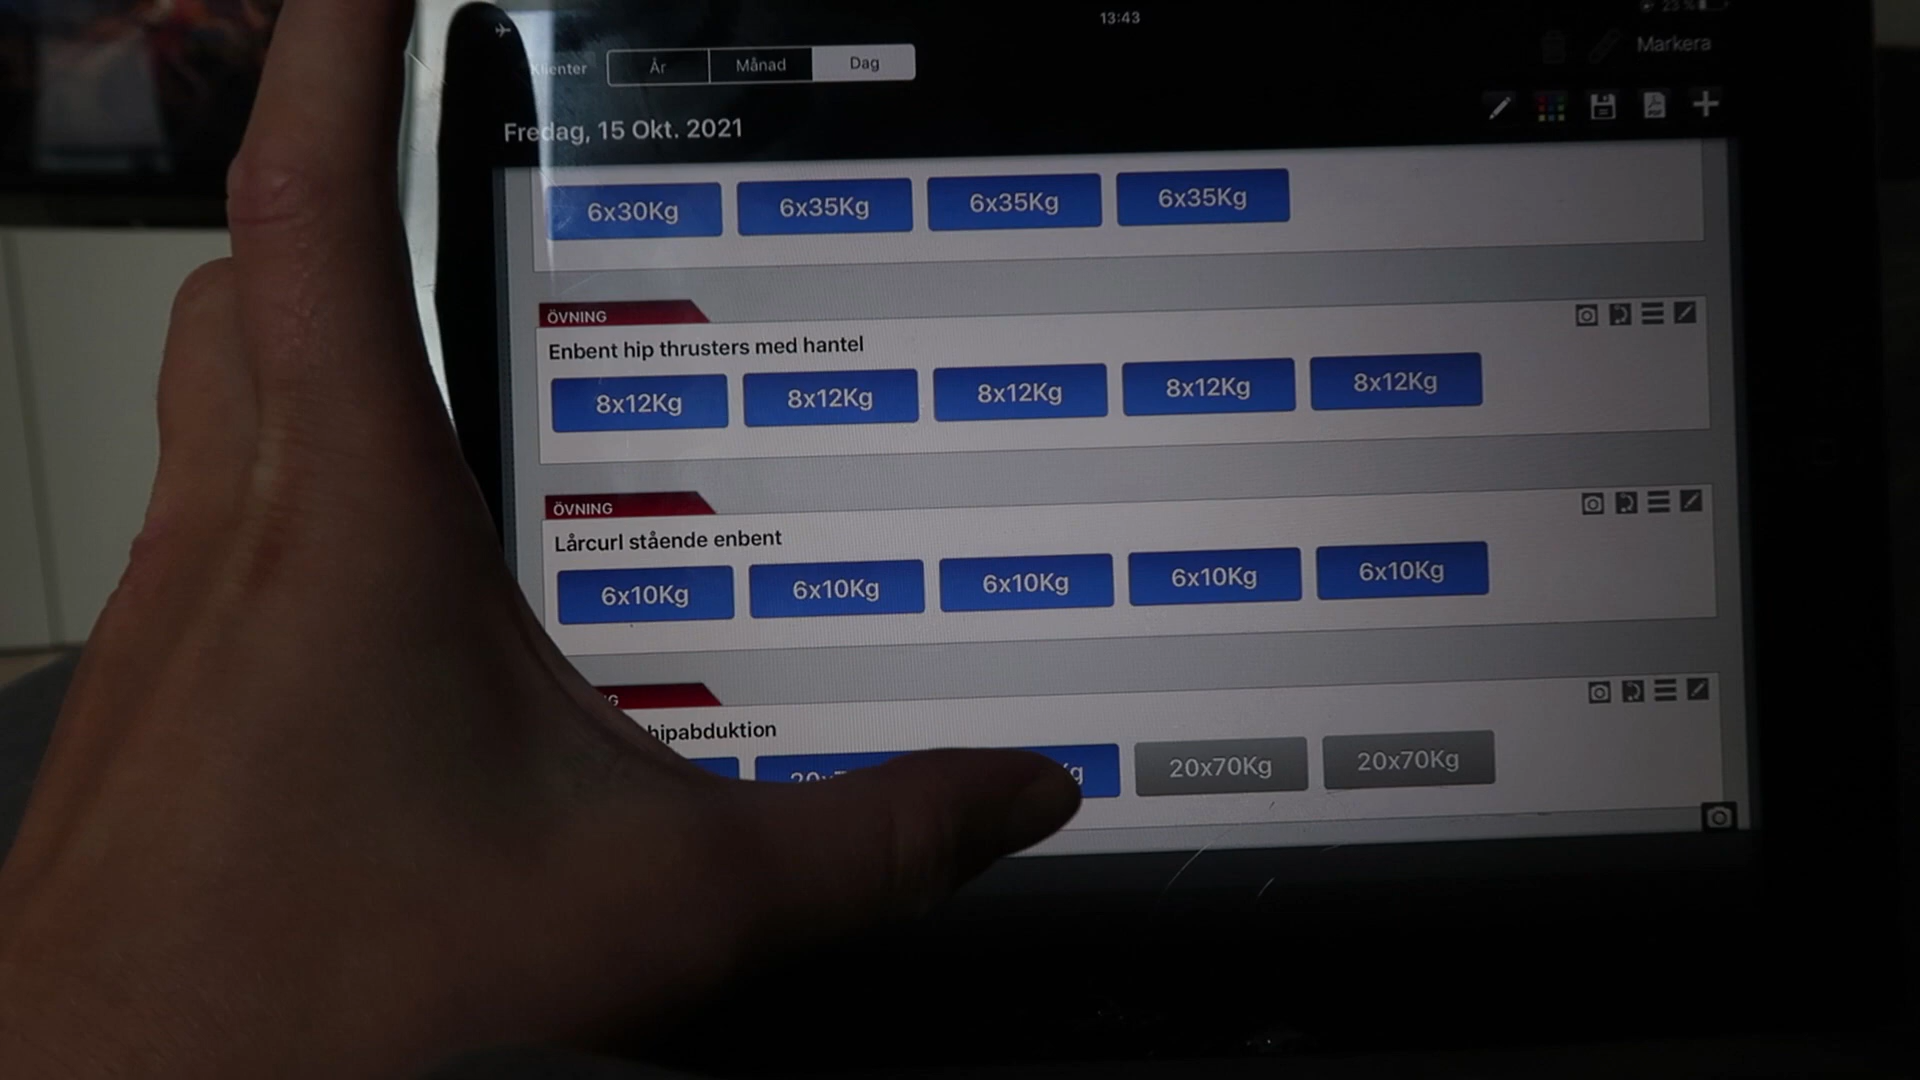 13:43
23 %
Klienter År Månad Dag Markera
Fredag, 15 Okt. 2021
6x30Kg 6x35Kg 6x35Kg 6x35Kg
ÖVNING
Enbent hip thrusters med hantel
8x12Kg 8x12Kg 8x12Kg 8x12Kg 8x12Kg
ÖVNING
Lårcurl stående enbent
6x10Kg 6x10Kg 6x10Kg 6x10Kg 6x10Kg
hipabduktion
20x70Kg 20x70Kg